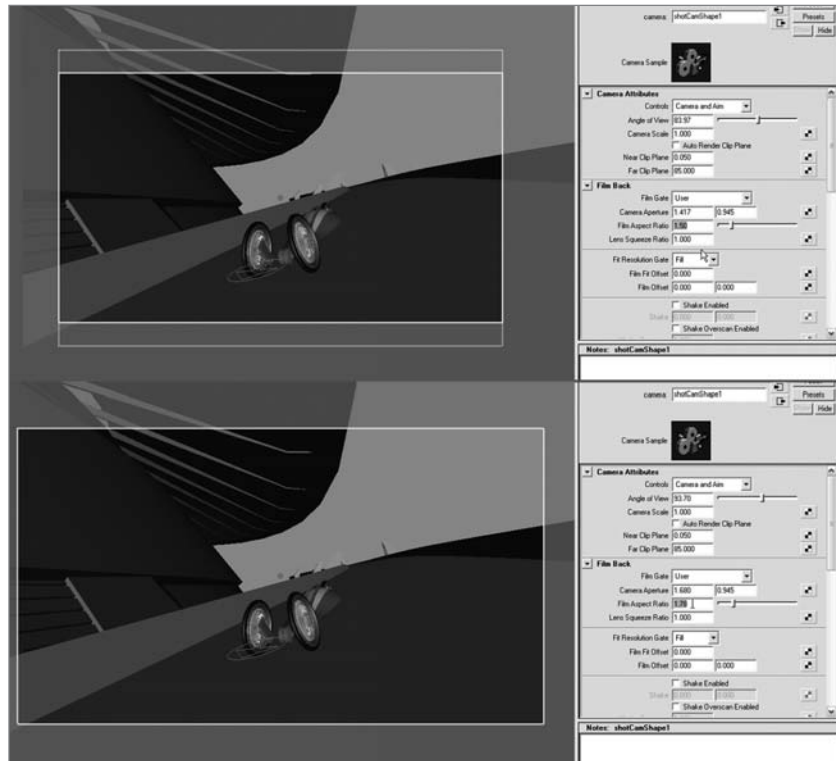 camera: shotCamShape1
Presets
Show Hide
Camera Sample
Camera Attributes
Controls Camera and Aim
Angle of View 83.97
Camera Scale 1.000
Auto Render Clip Plane
Near Clip Plane 0.050
Far Clip Plane 85.000
Film Back
Film Gate User
Camera Aperture 1.417 0.945
Film Aspect Ratio 1.50
Lens Squeeze Ratio 1.000
Fit Resolution Gate Fill
Film Fit Offset 0.000
Film Offset 0.000 0.000
Shake Enabled
Shake 0.000 0.000
Shake Overscan Enabled
Notes: shotCamShape1
camera: shotCamShape1
Presets
Show Hide
Camera Sample
Camera Attributes
Controls Camera and Aim
Angle of View 93.70
Camera Scale 1.000
Auto Render Clip Plane
Near Clip Plane 0.050
Far Clip Plane 85.000
Film Back
Film Gate User
Camera Aperture 1.680 0.945
Film Aspect Ratio 1.78
Lens Squeeze Ratio 1.000
Fit Resolution Gate Fill
Film Fit Offset 0.000
Film Offset 0.000 0.000
Shake Enabled
Shake 0.000 0.000
Shake Overscan Enabled
Notes: shotCamShape1